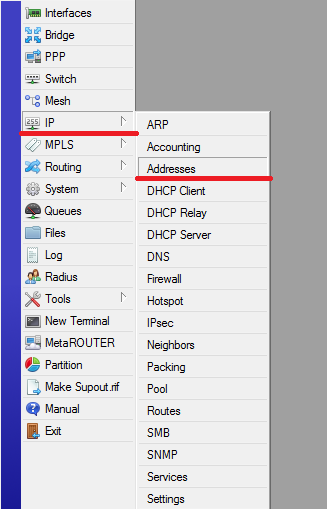 Interfaces
Bridge
PPP
Switch
Mesh
255 IP
MPLS
Routing
System
Queues
Files
Log
Radius
Tools
New Terminal
MetaROUTER
Partition
Make Supout.rif
Manual
Exit
ARP
Accounting
Addresses
DHCP Client
DHCP Relay
DHCP Server
DNS
Firewall
Hotspot
IPsec
Neighbors
Packing
Pool
Routes
SMB
SNMP
Services
Settings